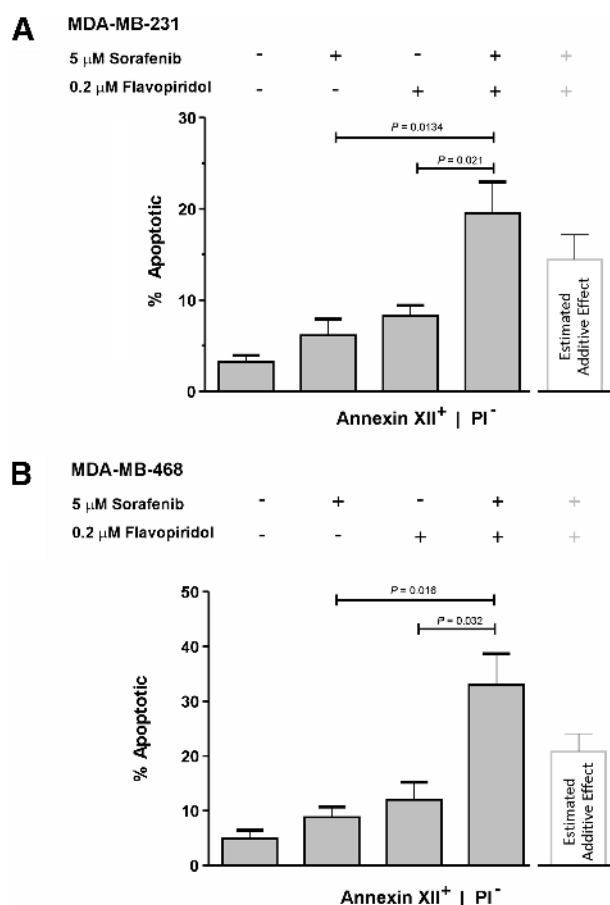 A
MDA-MB-231
5 µM Sorafenib - + - + +
0.2 µM Flavopiridol - - + + +
30
20
10
0
% Apoptotic
P = 0.0134
P = 0.021
Estimated
Additive Effect
Annexin XII+ | PI-
B
MDA-MB-468
5 µM Sorafenib - + - + +
0.2 µM Flavopiridol - - + + +
50
40
30
20
10
0
% Apoptotic
P = 0.016
P = 0.032
Estimated
Additive Effect
Annexin XII+ | PI-